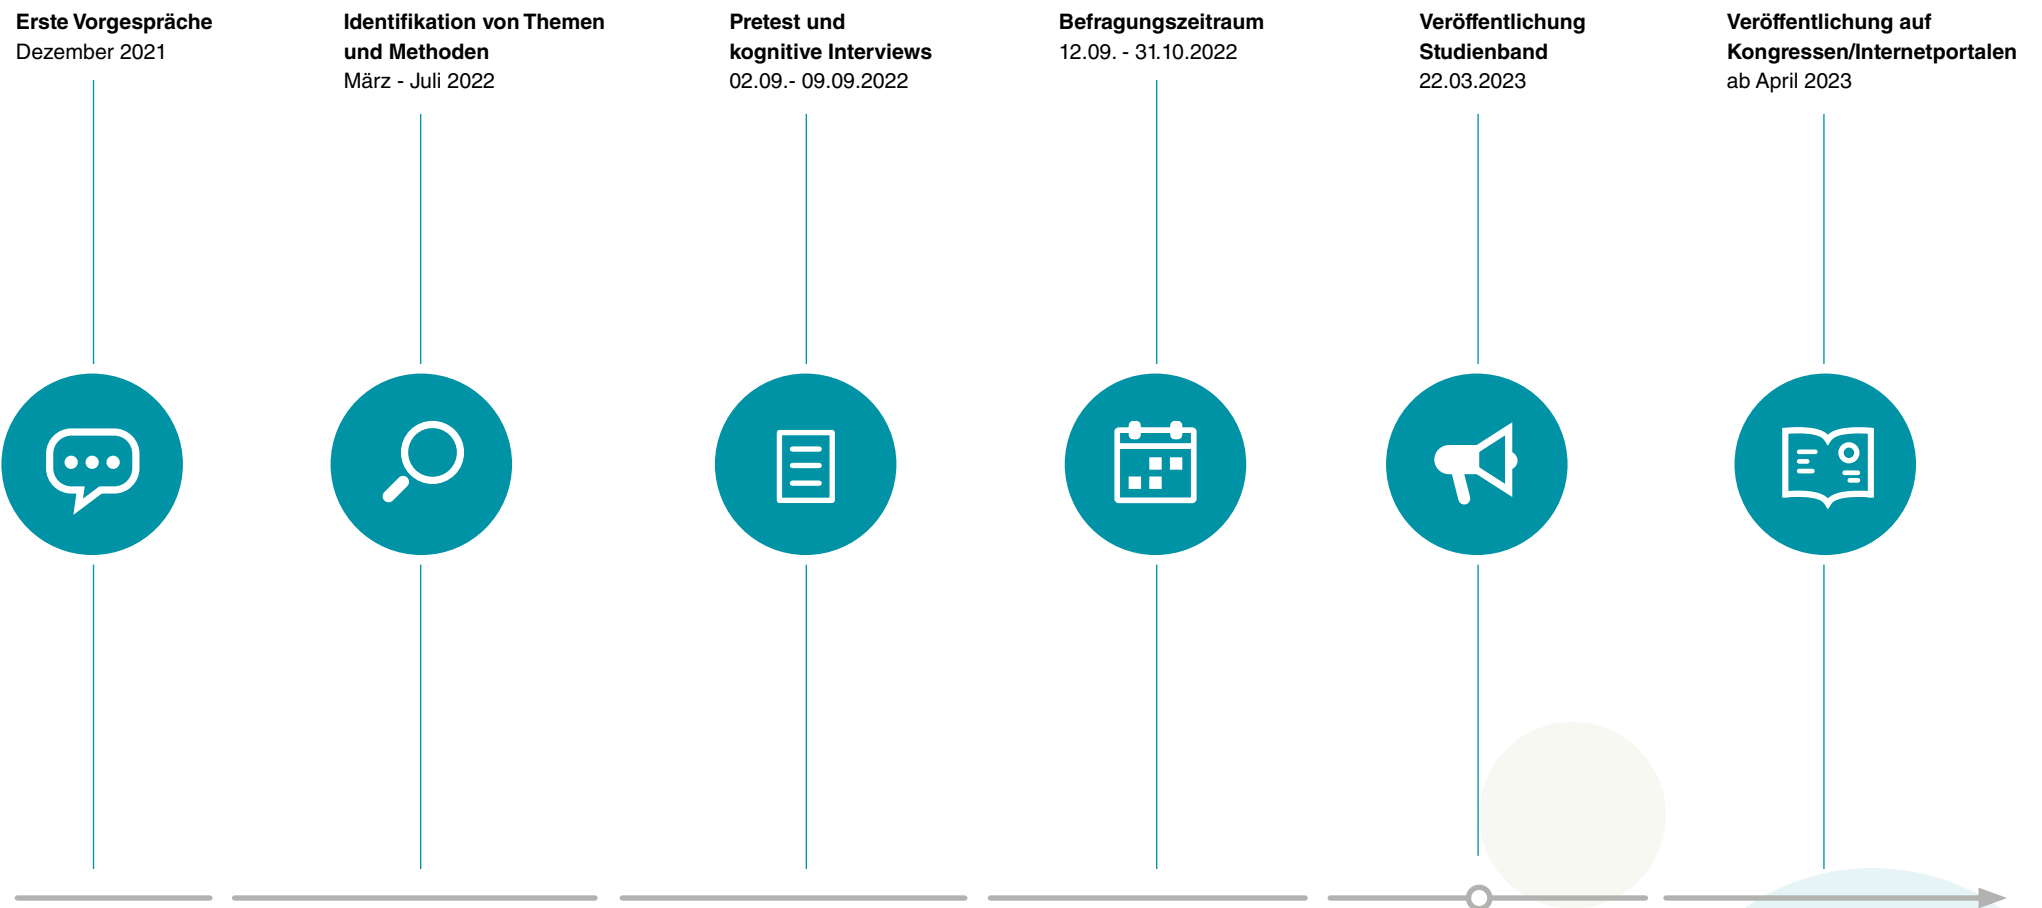 Erste Vorgespräche
Dezember 2021
Identifikation von Themen
und Methoden
März - Juli 2022
Pretest und
kognitive Interviews
02.09.- 09.09.2022
Befragungszeitraum
12.09. - 31.10.2022
Veröffentlichung
Studienband
22.03.2023
Veröffentlichung auf
Kongressen/Internetportalen
ab April 2023